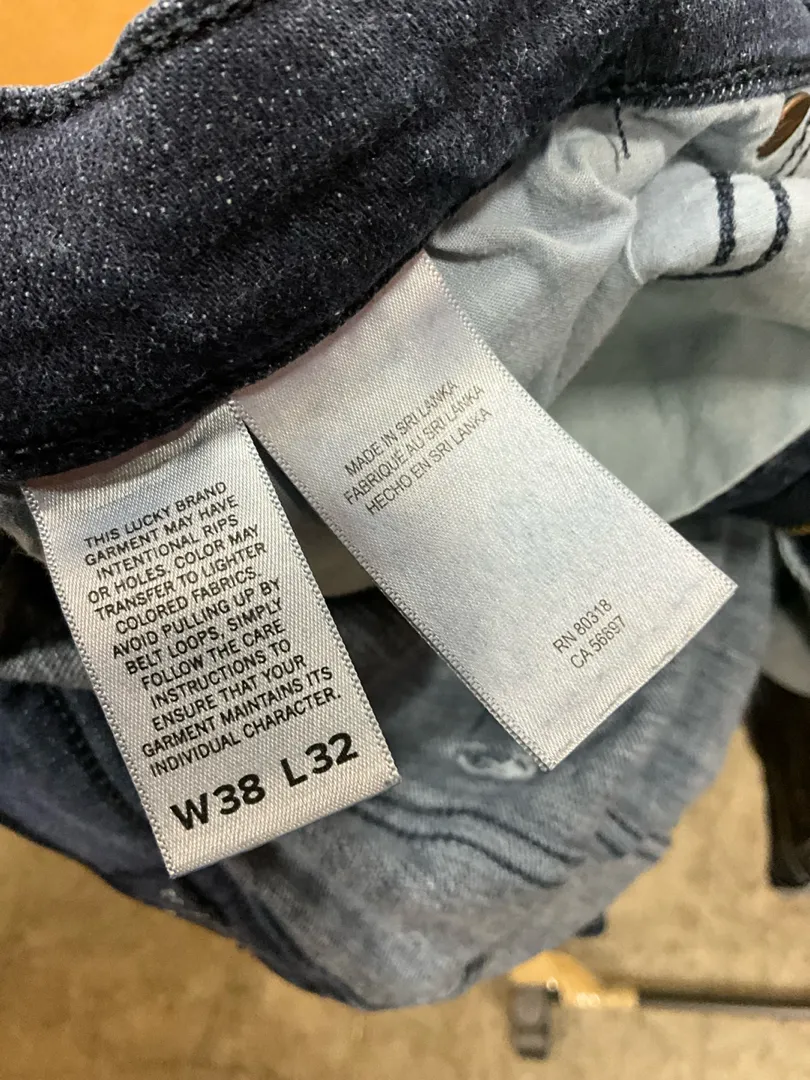 THIS LUCKY BRAND
GARMENT MAY HAVE
INTENTIONAL RIPS
OR HOLES. COLOR MAY
TRANSFER TO LIGHTER
COLORED FABRICS.
AVOID PULLING UP BY
BELT LOOPS. SIMPLY
FOLLOW THE CARE
INSTRUCTIONS TO
ENSURE THAT YOUR
GARMENT MAINTAINS ITS
INDIVIDUAL CHARACTER.
W38 L32
MADE IN SRI LANKA
FABRIQUÉ AU SRI LANKA
HECHO EN SRI LANKA
RN 80318
CA 56897